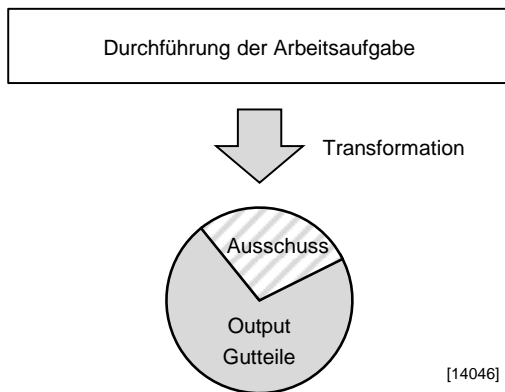 Durchführung der Arbeitsaufgabe
Transformation
Ausschuss
Output
Gutteile
[14046]